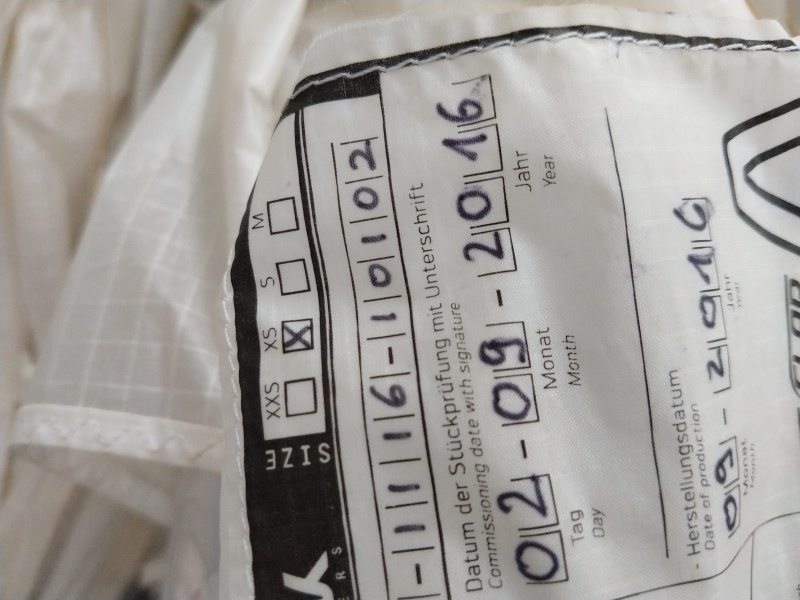 SIZE XXS XS X S M
-1116-10102
Datum der Stückprüfung mit Unterschrift
Commissioning date with signature
02-09-2016
Tag Monat Jahr
Day Month Year
- Herstellungsdatum
Date of production
09-2016
Monat Jahr
Month Year